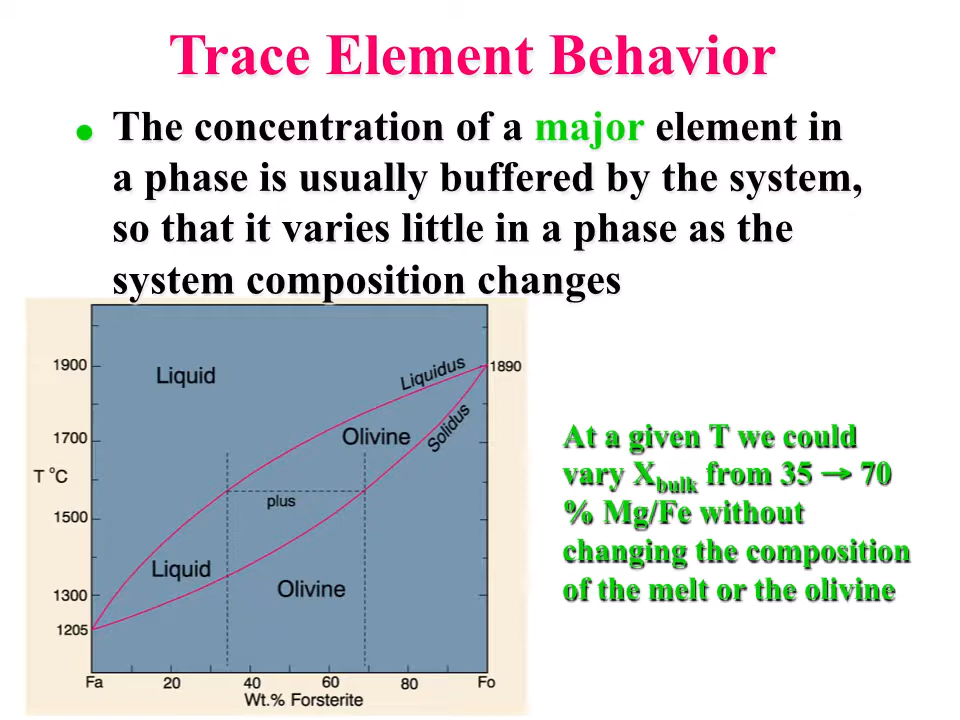 Trace Element Behavior
● The concentration of a major element in
a phase is usually buffered by the system,
so that it varies little in a phase as the
system composition changes
1900
Liquid
Liquidus
1890
1700
Olivine
Solidus
T °C
plus
1500
Liquid
Olivine
1300
1205
Fa
20
40
60
80
Fo
Wt.% Forsterite
At a given T we could
vary Xbulk from 35 → 70
% Mg/Fe without
changing the composition
of the melt or the olivine